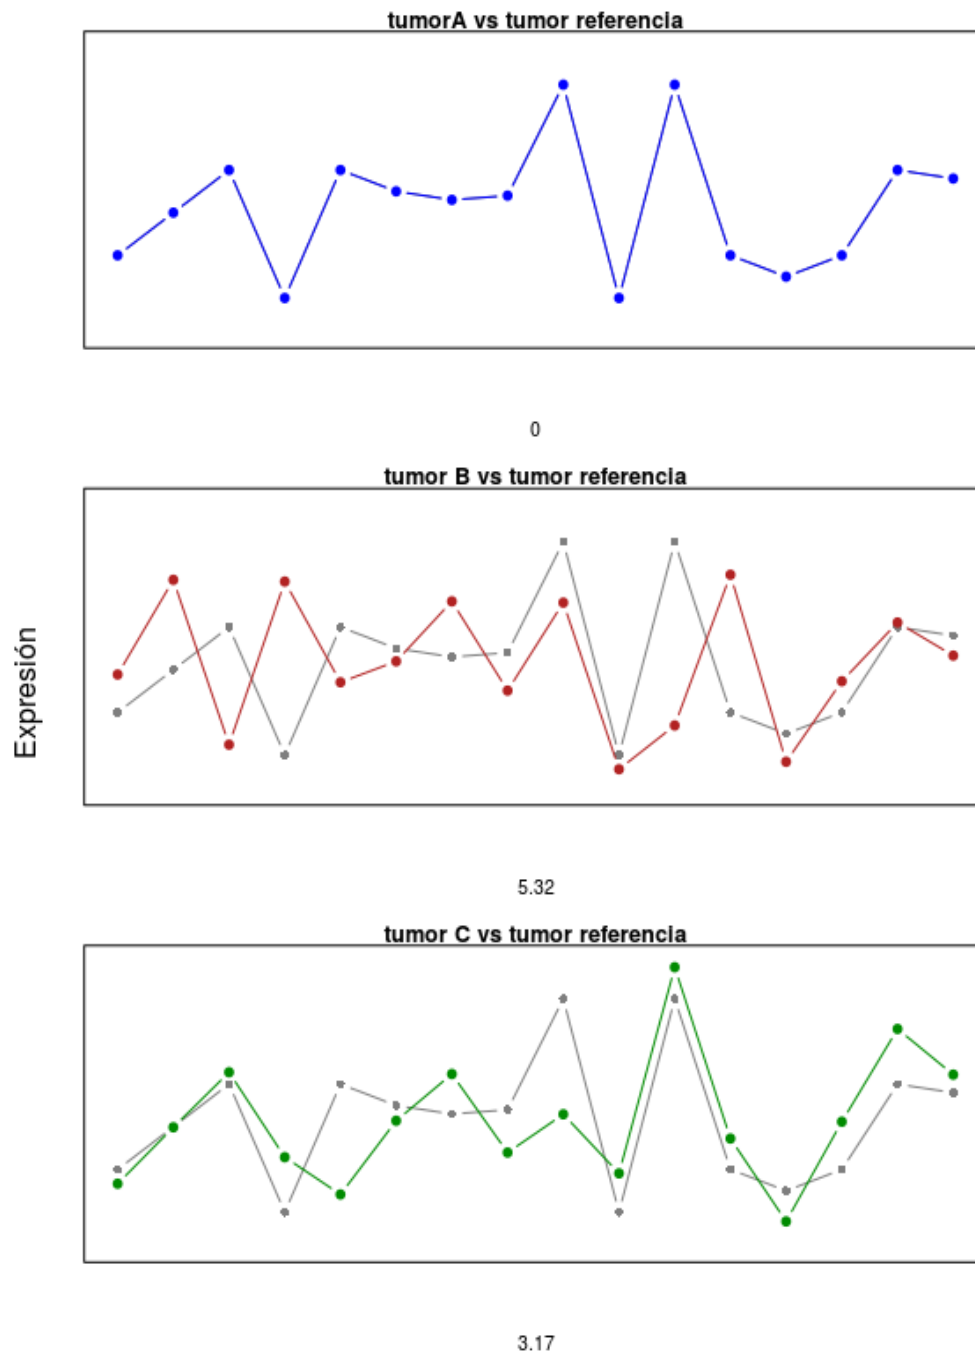 tumorA vs tumor referencia
0
tumor B vs tumor referencia
Expresión
5.32
tumor C vs tumor referencia
3.17